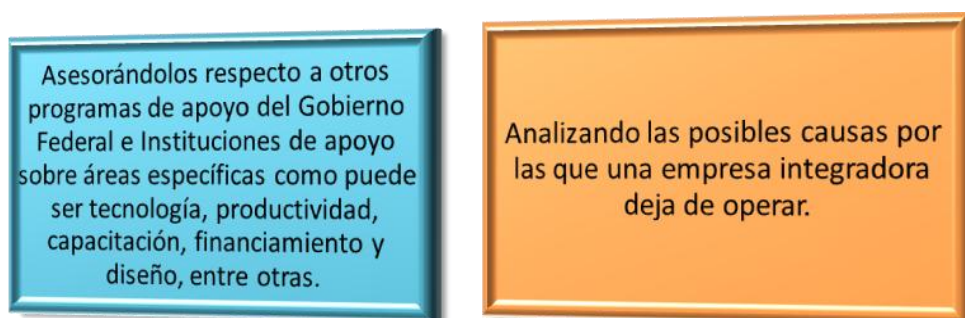 Asesorándolos respecto a otros
programas de apoyo del Gobierno
Federal e Instituciones de apoyo
sobre áreas específicas como puede
ser tecnología, productividad,
capacitación, financiamiento y
diseño, entre otras.
Analizando las posibles causas por
las que una empresa integradora
deja de operar.